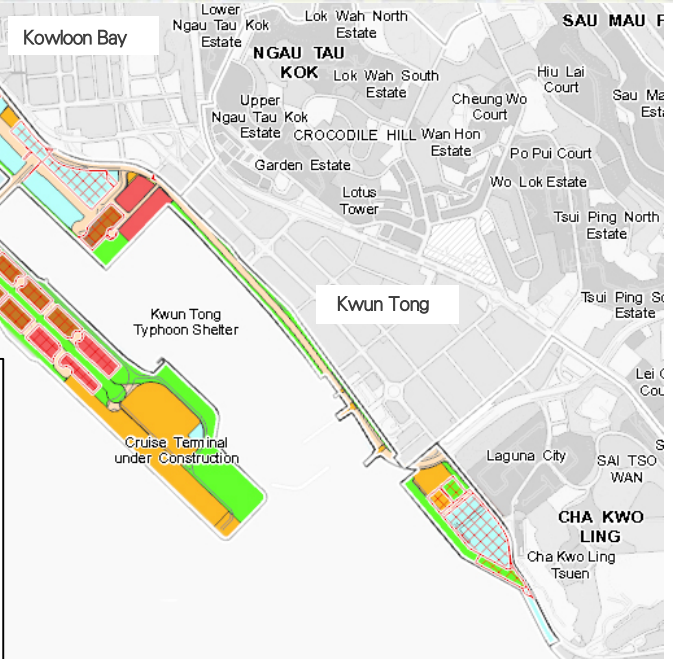 Kowloon Bay
Lower
Ngau Tau Kok
Estate
Lok Wah North
Estate
NGAU TAU
KOK
Lok Wah South
Estate
Hiu Lai
Court
Cheung Wo
Court
Upper
Ngau Tau Kok
Estate
CROCODILE HILL
Wan Hon
Estate
Garden Estate
Po Pui Court
Wo Lok Estate
Lotus
Tower
Tsui Ping North
Estate
Kwun Tong
Kwun Tong
Typhoon Shelter
Tsui Ping
Estate
Cruise Terminal
under Construction
Laguna City
SAI TSO
WAN
CHA KWO
LING
Cha Kwo Ling
Tsuen
SAU MAU
Sau
Lei